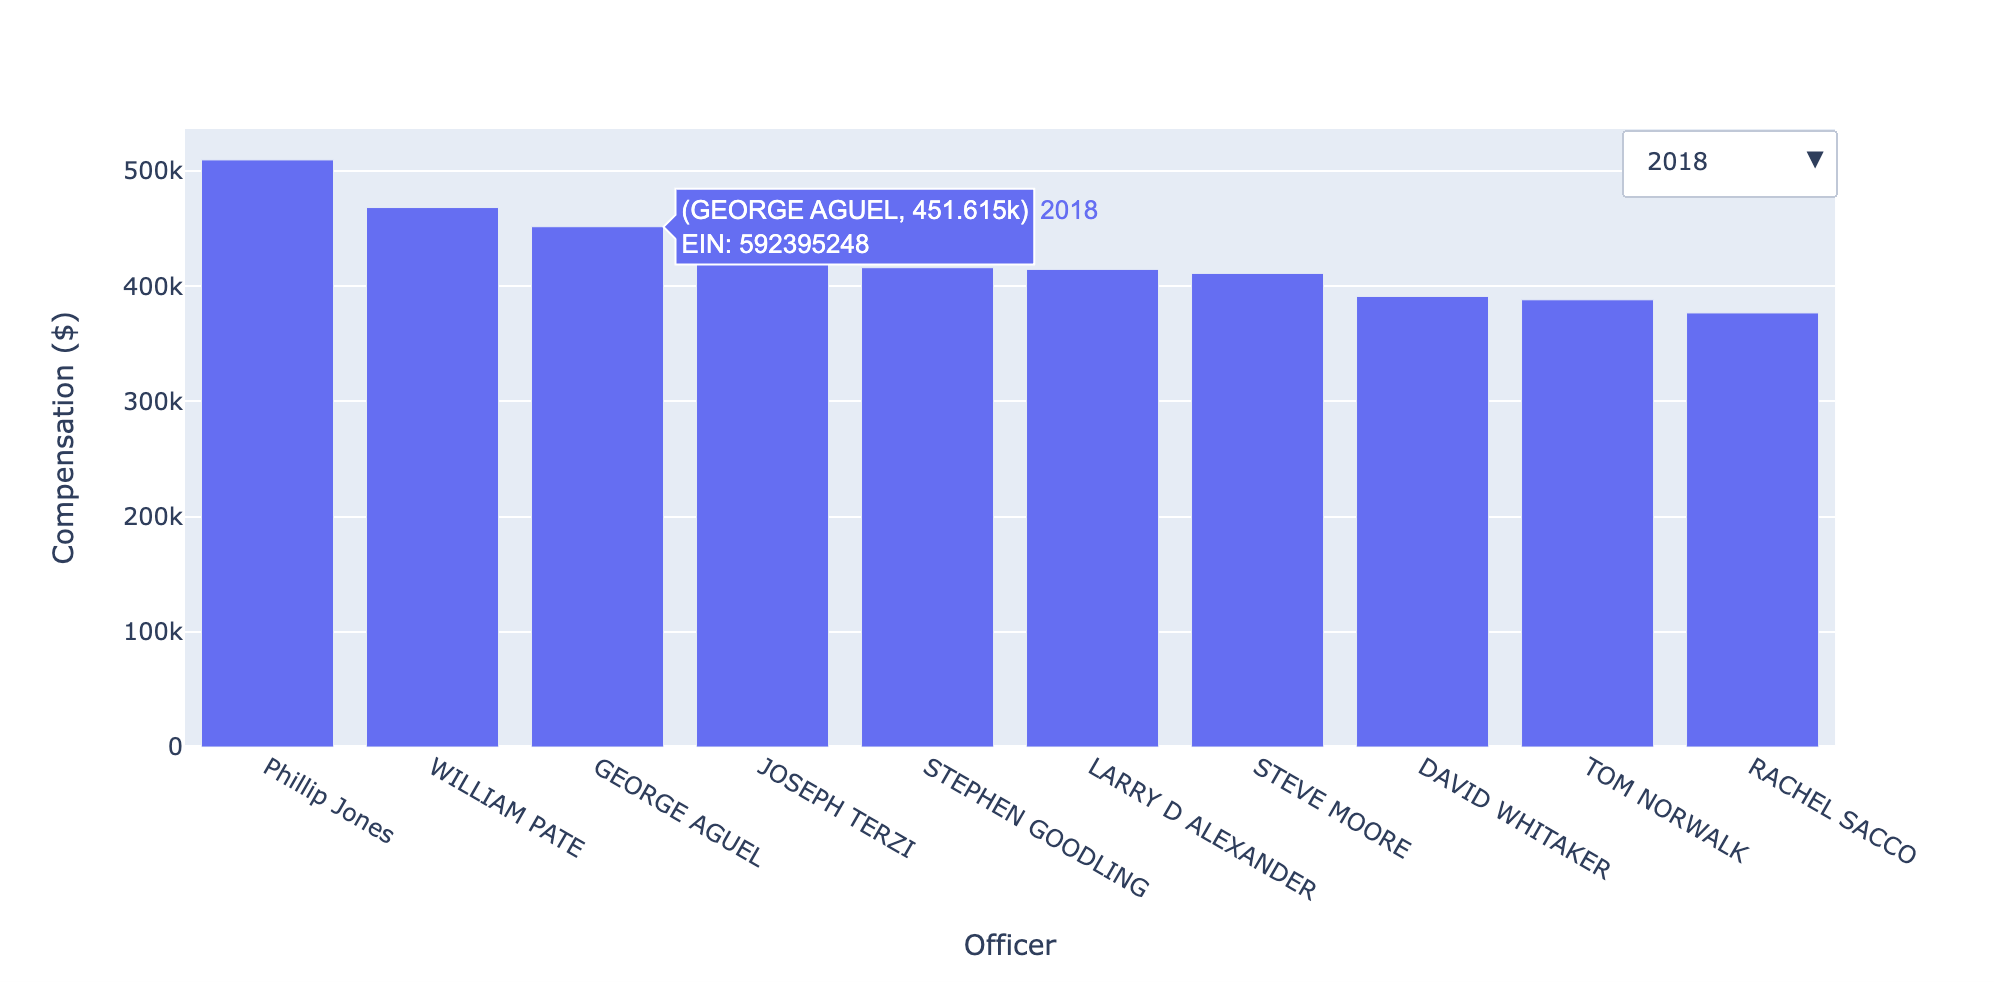 2018 ▼
500k
400k
300k
200k
100k
0
Compensation ($)
(GEORGE AGUEL, 451.615k) 2018
EIN: 592395248
Phillip Jones
WILLIAM PATE
GEORGE AGUEL
JOSEPH TERZI
STEPHEN GOODLING
LARRY D ALEXANDER
STEVE MOORE
DAVID WHITAKER
TOM NORWALK
RACHEL SACCO
Officer